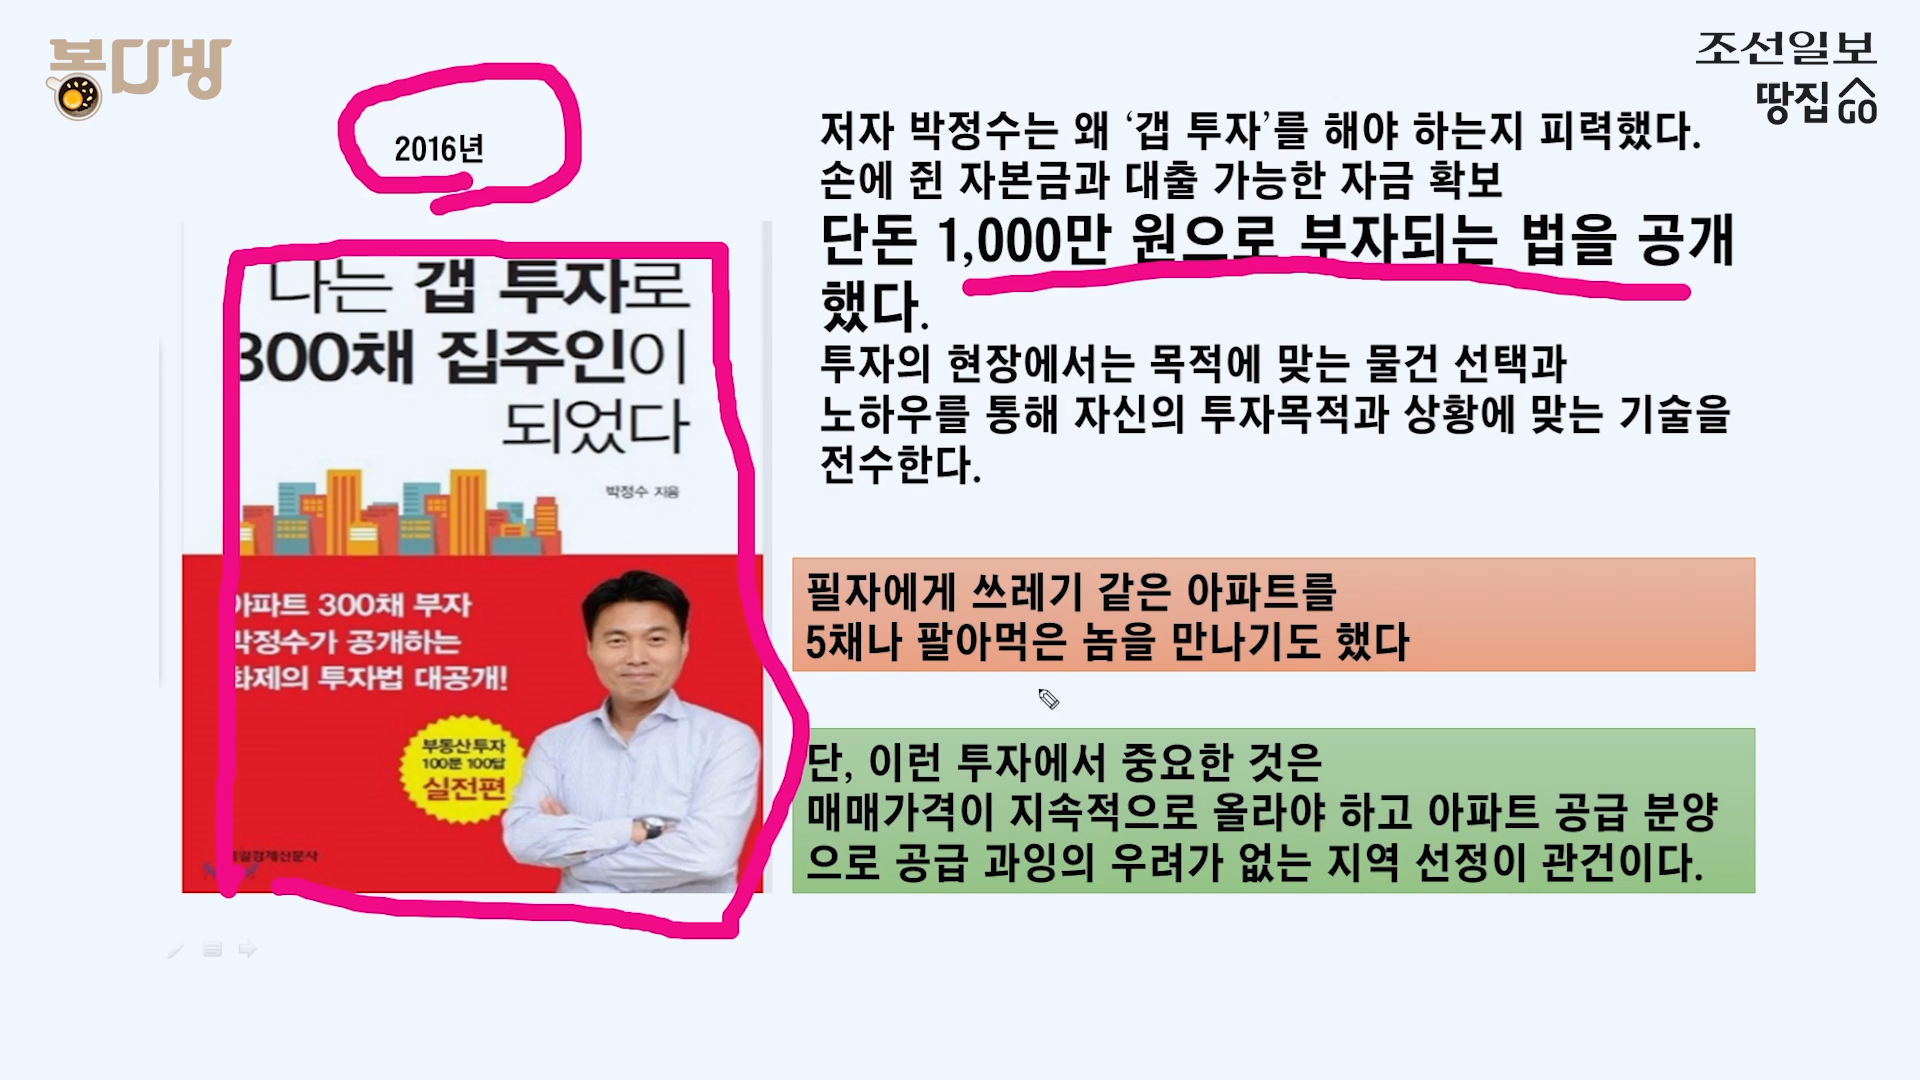 봉다방
조선일보
땅집GO
2016년
나는 갭 투자로
300채 집주인이
되었다
박정수 지음
아파트 300채 부자
박정수가 공개하는
화제의 투자법 대공개!
부동산 투자
100문 100답
실전편
매일경제신문사
저자 박정수는 왜 ‘갭 투자’를 해야 하는지 피력했다.
손에 쥔 자본금과 대출 가능한 자금 확보
단돈 1,000만 원으로 부자되는 법을 공개
했다.
투자의 현장에서는 목적에 맞는 물건 선택과
노하우를 통해 자신의 투자목적과 상황에 맞는 기술을
전수한다.
필자에게 쓰레기 같은 아파트를
5채나 팔아먹은 놈을 만나기도 했다
단, 이런 투자에서 중요한 것은
매매가격이 지속적으로 올라야 하고 아파트 공급 분양
으로 공급 과잉의 우려가 없는 지역 선정이 관건이다.